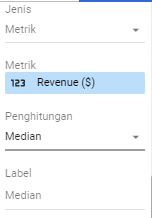 Jenis
Metrik
Metrik
123 Revenue ($)
Penghitungan
Median
Label
Median